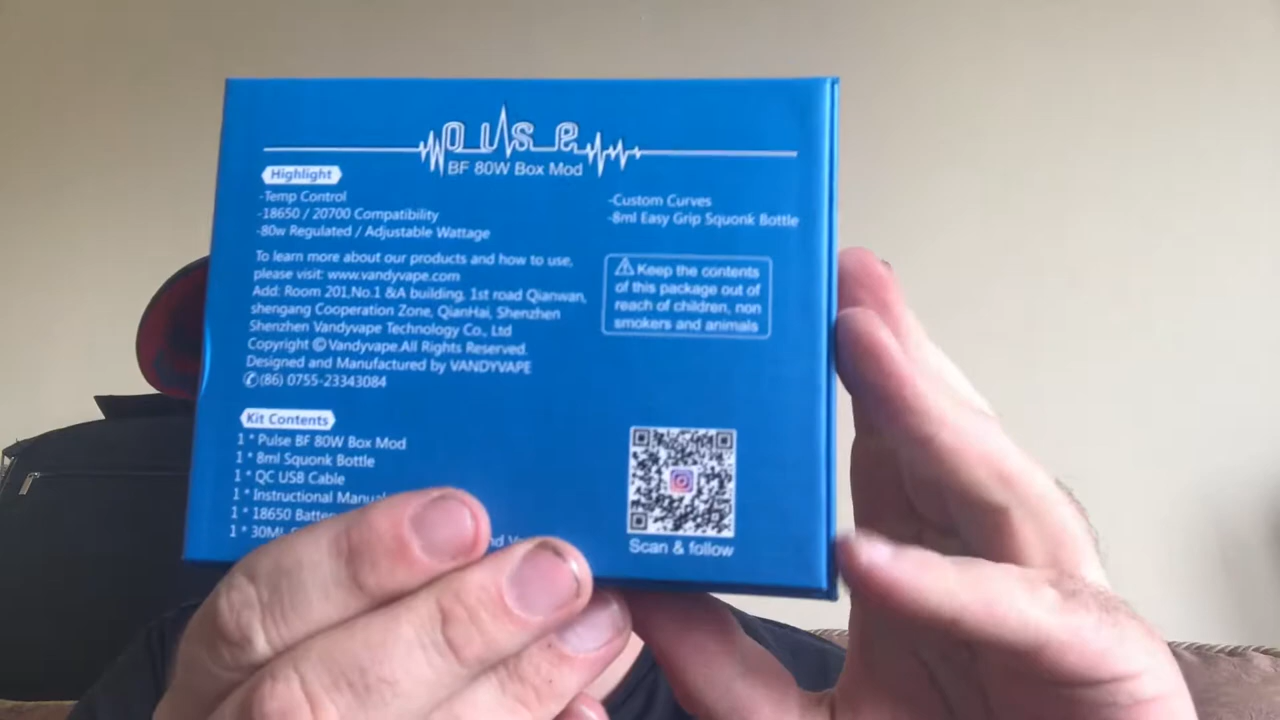 Pulse
BF 80W Box Mod
Highlight
-Temp Control
-18650 / 20700 Compatibility
-80w Regulated / Adjustable Wattage
-Custom Curves
-8ml Easy Grip Squonk Bottle
To learn more about our products and how to use,
please visit: www.vandyvape.com
Add: Room 201,No.1 &A building, 1st road Qianwan,
shengang Cooperation Zone, QianHai, Shenzhen
Shenzhen Vandyvape Technology Co., Ltd
Copyright ©Vandyvape.All Rights Reserved.
Designed and Manufactured by VANDYVAPE
✆(86) 0755-23343084
⚠Keep the contents
of this package out of
reach of children, non
smokers and animals
Kit Contents
1 * Pulse BF 80W Box Mod
1 * 8ml Squonk Bottle
1 * QC USB Cable
1 * Instructional Manual
1 * 18650
1 * 30ML
Scan & follow